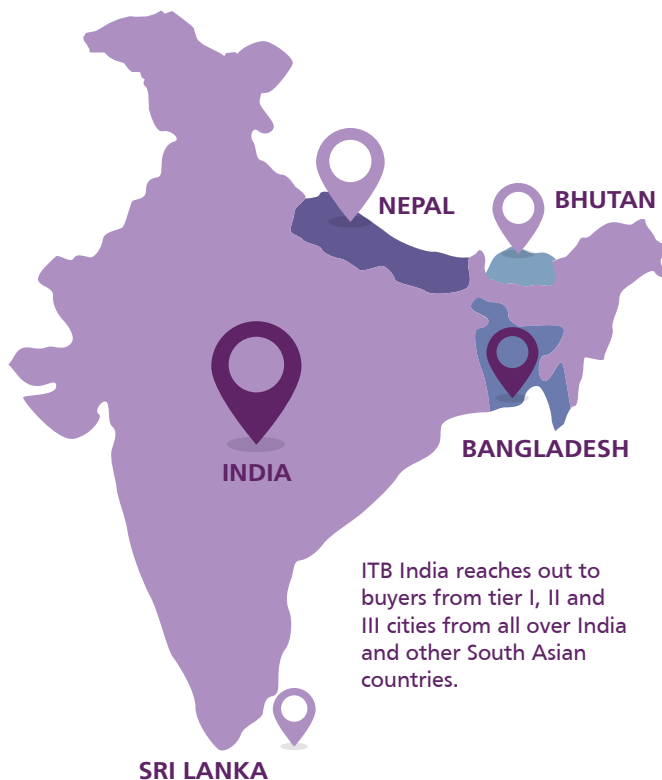 NEPAL
BHUTAN
INDIA
BANGLADESH
ITB India reaches out to
buyers from tier I, II and
III cities from all over India
and other South Asian
countries.
SRI LANKA